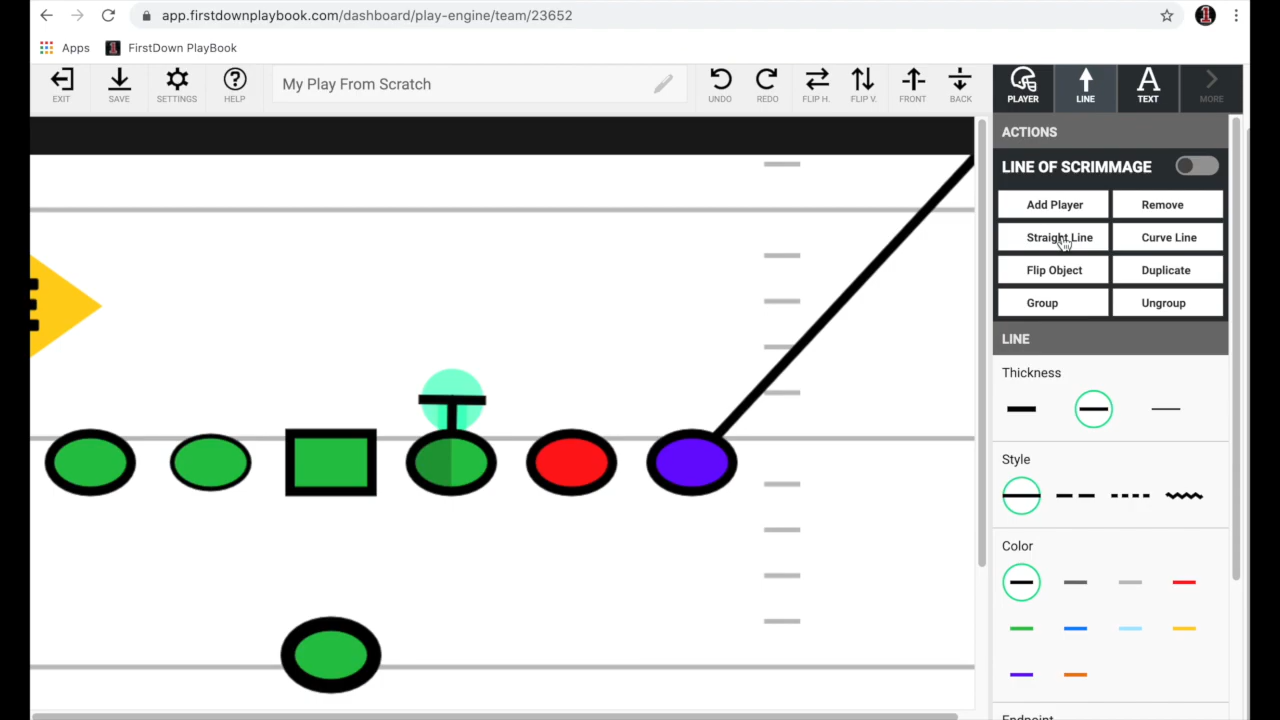 app.firstdownplaybook.com/dashboard/play-engine/team/23652
Apps FirstDown PlayBook
EXIT SAVE SETTINGS HELP My Play From Scratch UNDO REDO FLIP H. FLIP V. FRONT BACK PLAYER LINE TEXT MORE
ACTIONS
LINE OF SCRIMMAGE
Add Player Remove
Straight Line Curve Line
Flip Object Duplicate
Group Ungroup
LINE
Thickness
Style
Color
Endpoint